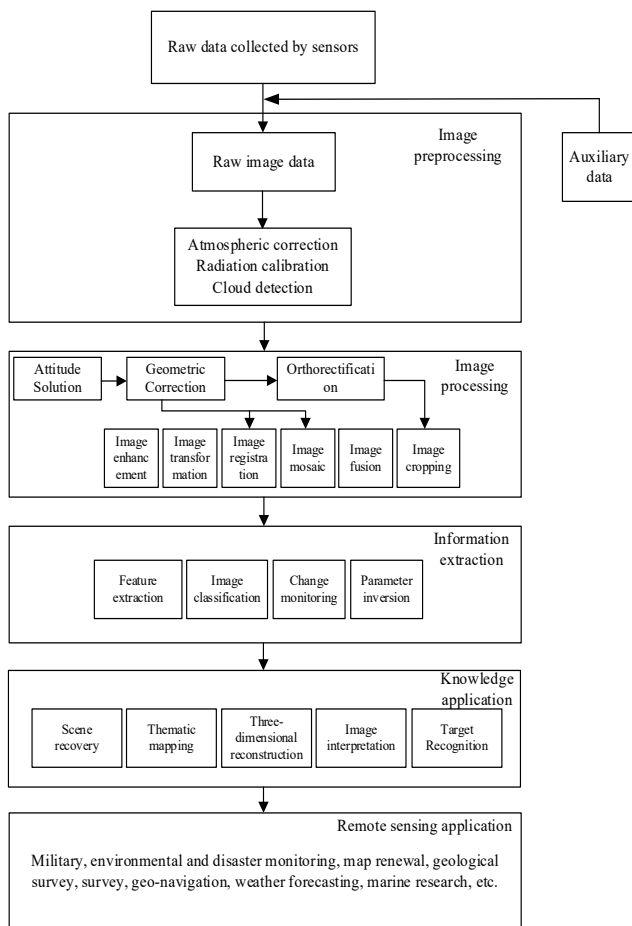 Raw data collected by sensors
Image
preprocessing
Raw image data
Auxiliary
data
Atmospheric correction
Radiation calibration
Cloud detection
Image
processing
Attitude
Solution
Geometric
Correction
Orthorectificati
on
Image
enhanc
ement
Image
transfor
mation
Image
registra
tion
Image
mosaic
Image
fusion
Image
cropping
Information
extraction
Feature
extraction
Image
classification
Change
monitoring
Parameter
inversion
Knowledge
application
Scene
recovery
Thematic
mapping
Three-
dimensional
reconstruction
Image
interpretation
Target
Recognition
Remote sensing application
Military, environmental and disaster monitoring, map renewal, geological
survey, survey, geo-navigation, weather forecasting, marine research, etc.